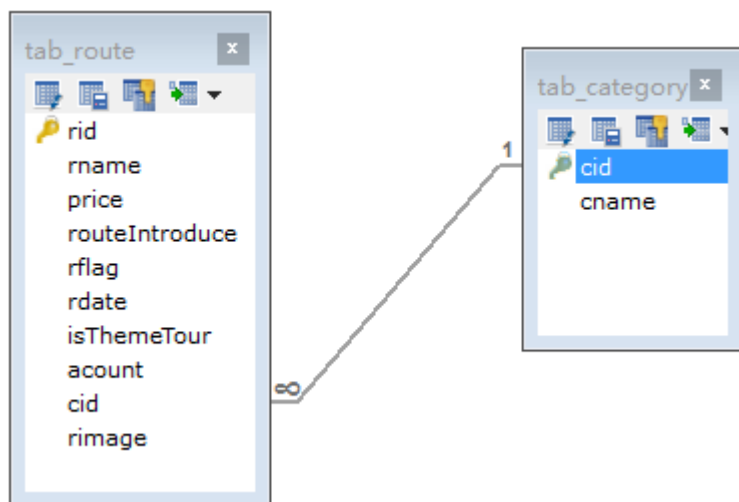 tab_route
x
rid
rname
price
routeIntroduce
rflag
rdate
isThemeTour
acount
cid
rimage
∞
1
tab_category
x
cid
cname